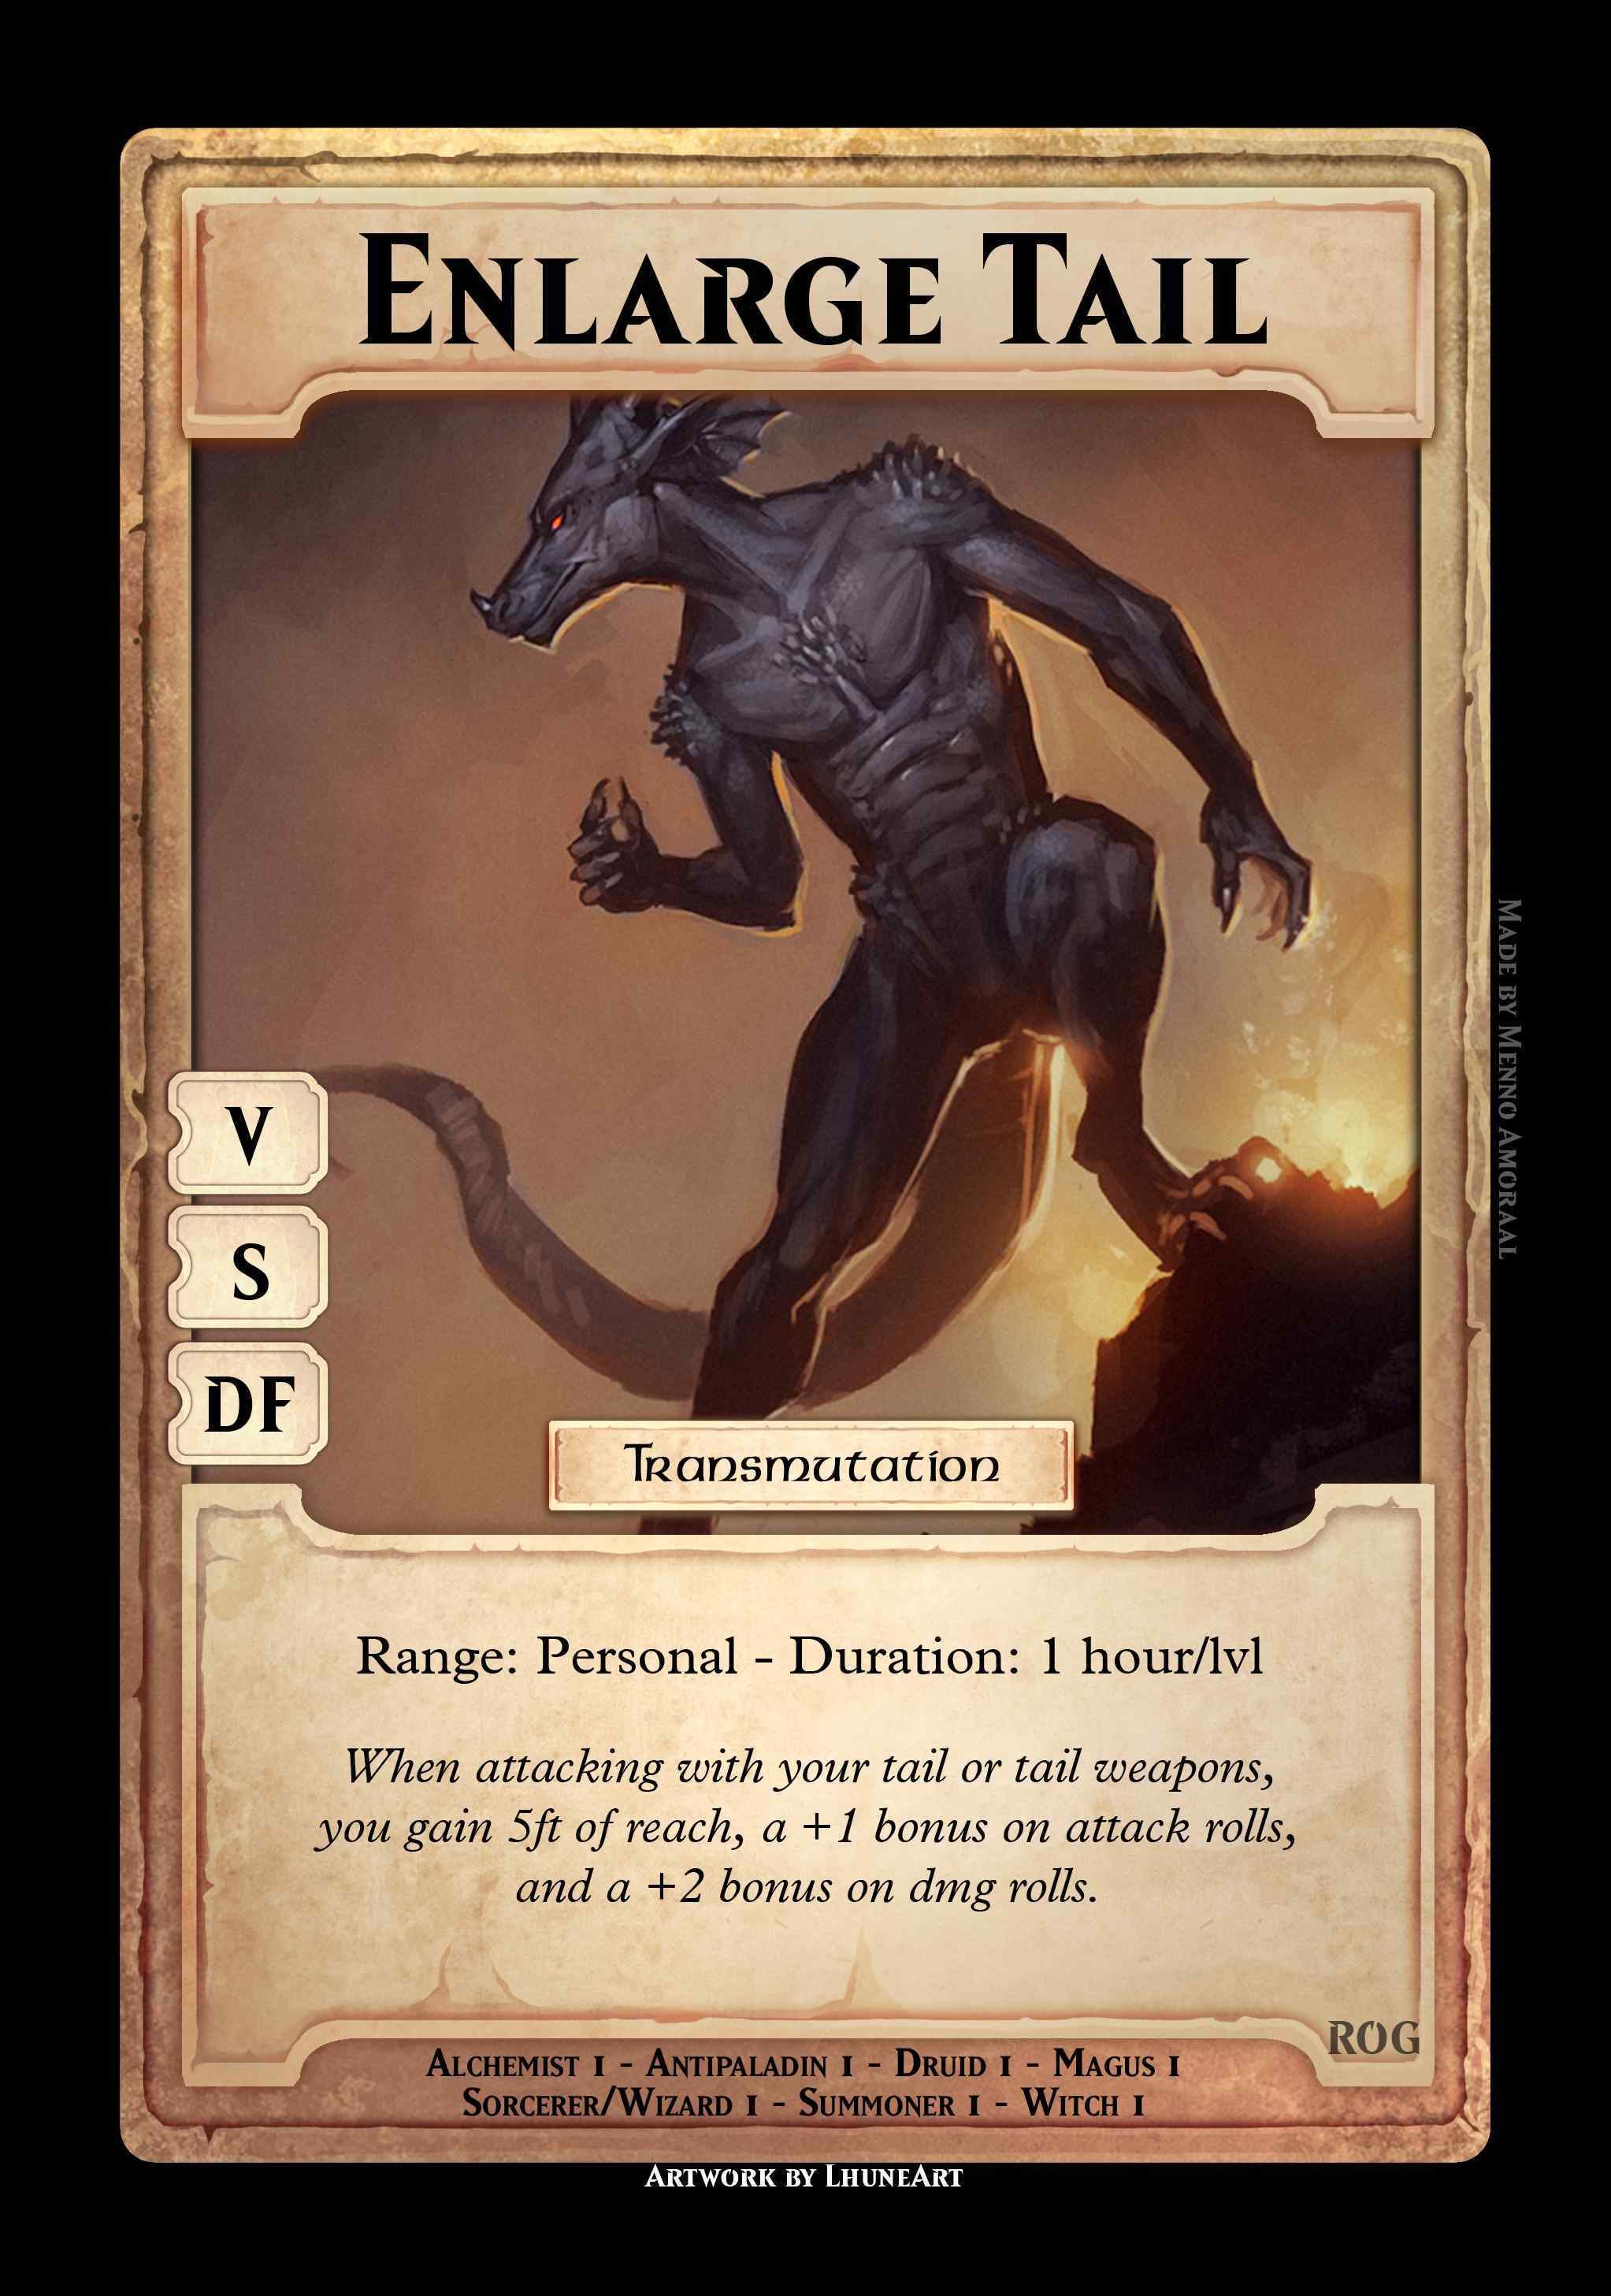 Enlarge Tail
V
S
DF
Transmutation
Range: Personal - Duration: 1 hour/lvl
When attacking with your tail or tail weapons,
you gain 5ft of reach, a +1 bonus on attack rolls,
and a +2 bonus on dmg rolls.
ROG
Alchemist 1 - Antipaladin 1 - Druid 1 - Magus 1
Sorcerer/Wizard 1 - Summoner 1 - Witch 1
Artwork by LhuneArt
Made by Menno Amoraal